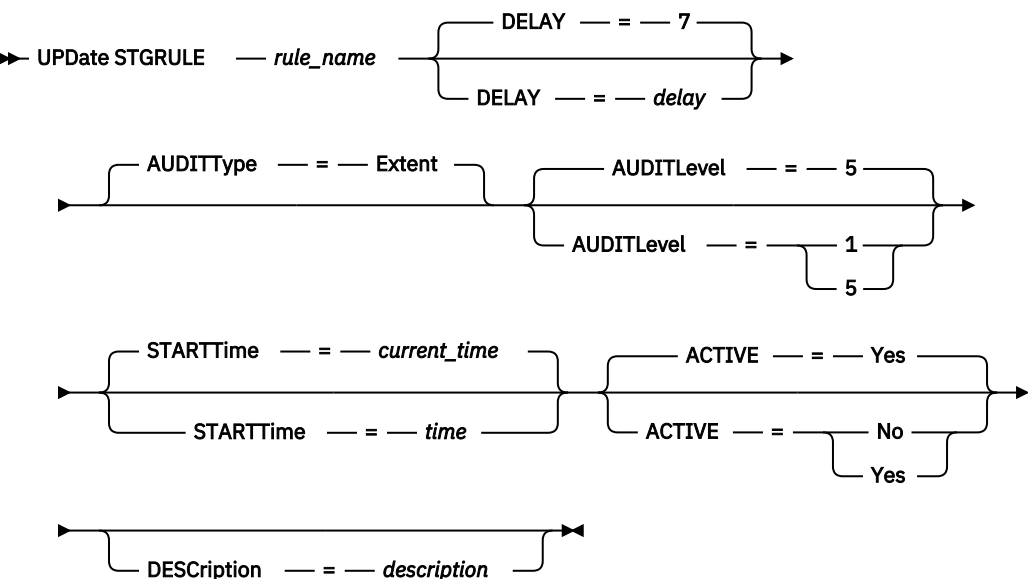 DELAY = 7
UPDate STGRULE rule_name
DELAY = delay
AUDITType = Extent
AUDITLevel = 5
AUDITLevel = 1
5
STARTTime = current_time
STARTTime = time
ACTIVE = Yes
ACTIVE = No
Yes
DESCription = description